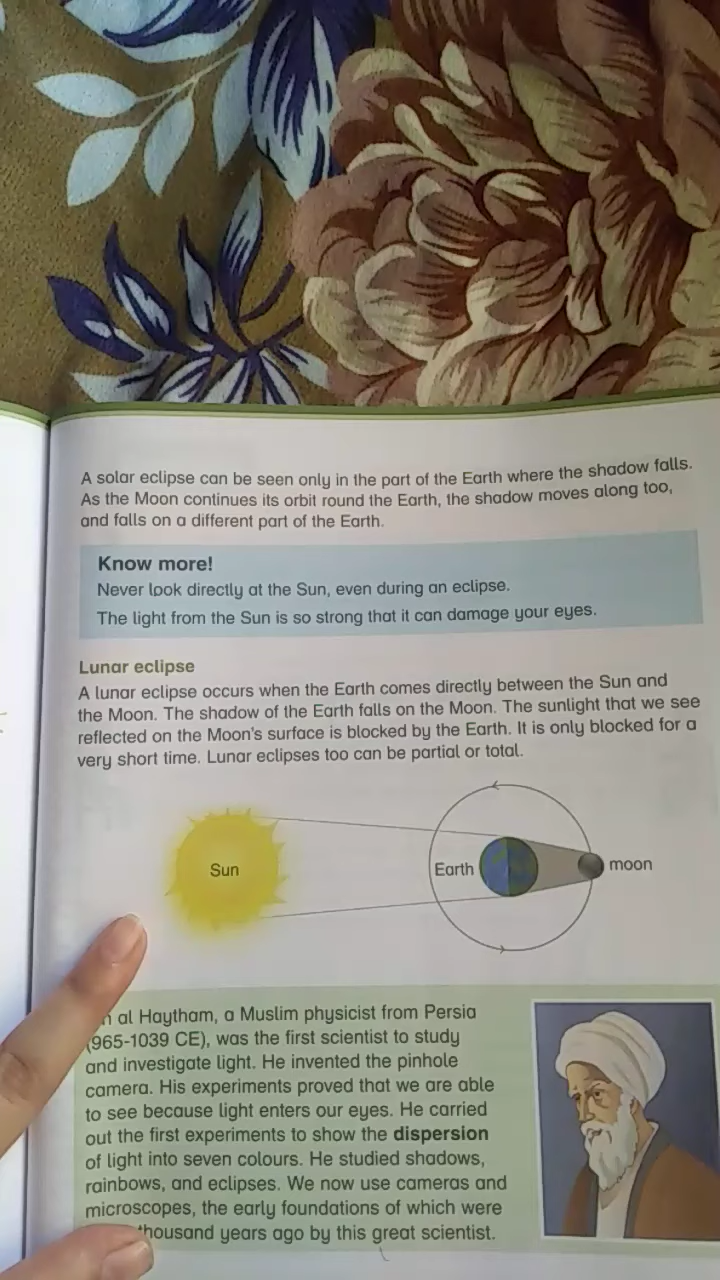 A solar eclipse can be seen only in the part of the Earth where the shadow falls.
As the Moon continues its orbit round the Earth, the shadow moves along too,
and falls on a different part of the Earth.
Know more!
Never look directly at the Sun, even during an eclipse.
The light from the Sun is so strong that it can damage your eyes.
Lunar eclipse
A lunar eclipse occurs when the Earth comes directly between the Sun and
the Moon. The shadow of the Earth falls on the Moon. The sunlight that we see
reflected on the Moon's surface is blocked by the Earth. It is only blocked for a
very short time. Lunar eclipses too can be partial or total.
Sun
Earth
moon
al Haytham, a Muslim physicist from Persia
(965-1039 CE), was the first scientist to study
and investigate light. He invented the pinhole
camera. His experiments proved that we are able
to see because light enters our eyes. He carried
out the first experiments to show the dispersion
of light into seven colours. He studied shadows,
rainbows, and eclipses. We now use cameras and
microscopes, the early foundations of which were
thousand years ago by this great scientist.